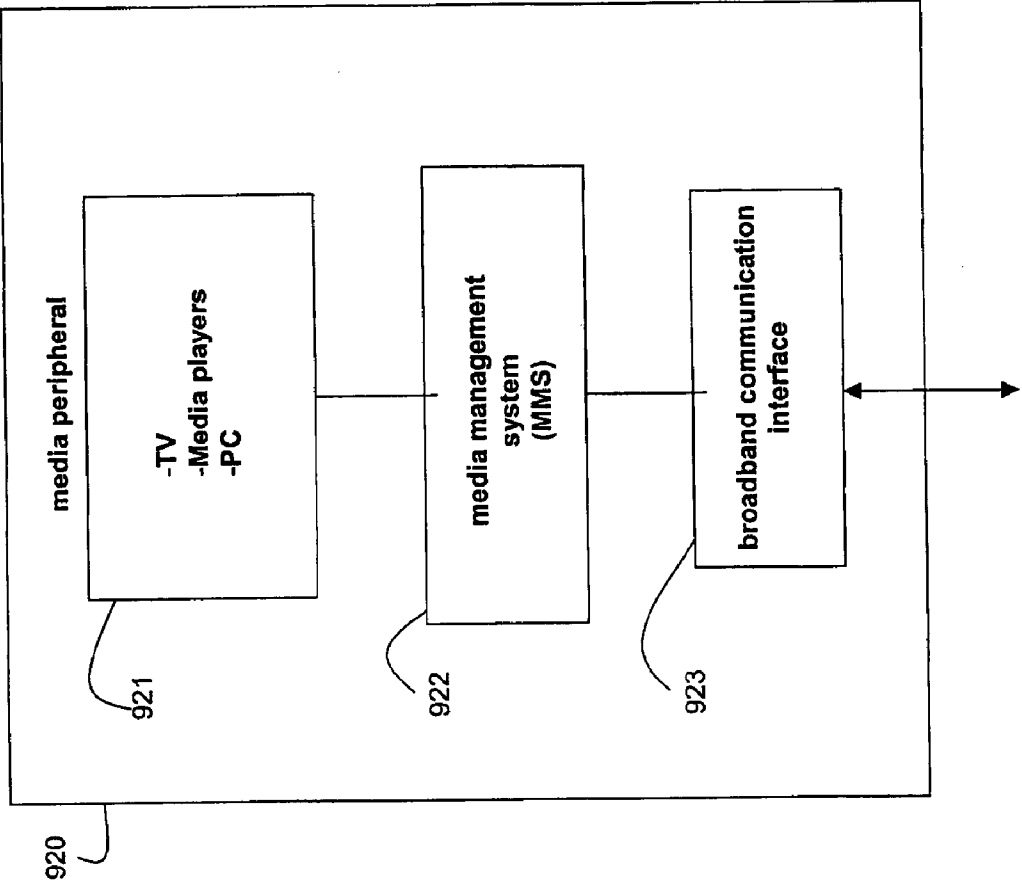 media peripheral
-TV
-Media players
-PC
media management
system
(MMS)
broadband communication
interface
920
921
922
923